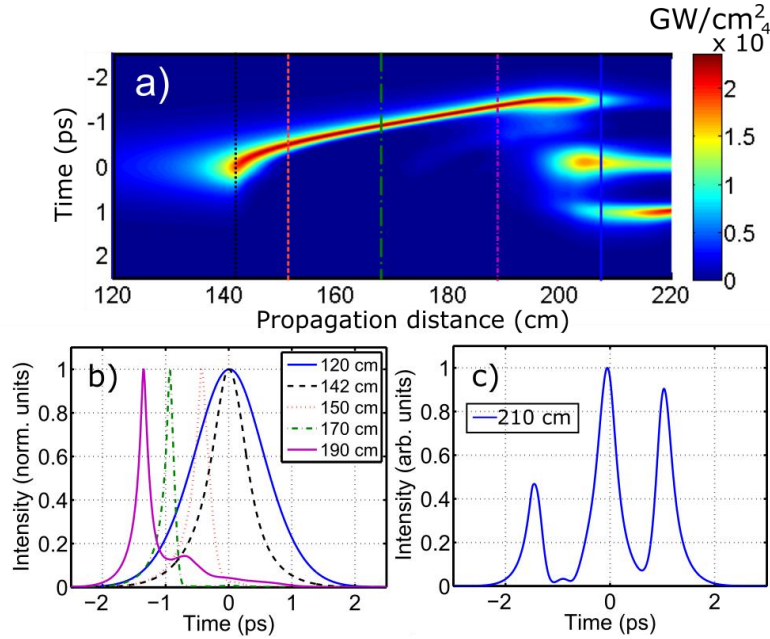 GW/cm²
x 10⁴
a)
-2
-1
0
1
2
Time (ps)
120 140 160 180 200 220
Propagation distance (cm)
2
1.5
1
0.5
0
b)
1
0.8
0.6
0.4
0.2
0
Intensity (norm. units)
120 cm
142 cm
150 cm
170 cm
190 cm
−2 −1 0 1 2
Time (ps)
c)
1
0.8
0.6
0.4
0.2
0
Intensity (arb. units)
210 cm
−2 0 2
Time (ps)